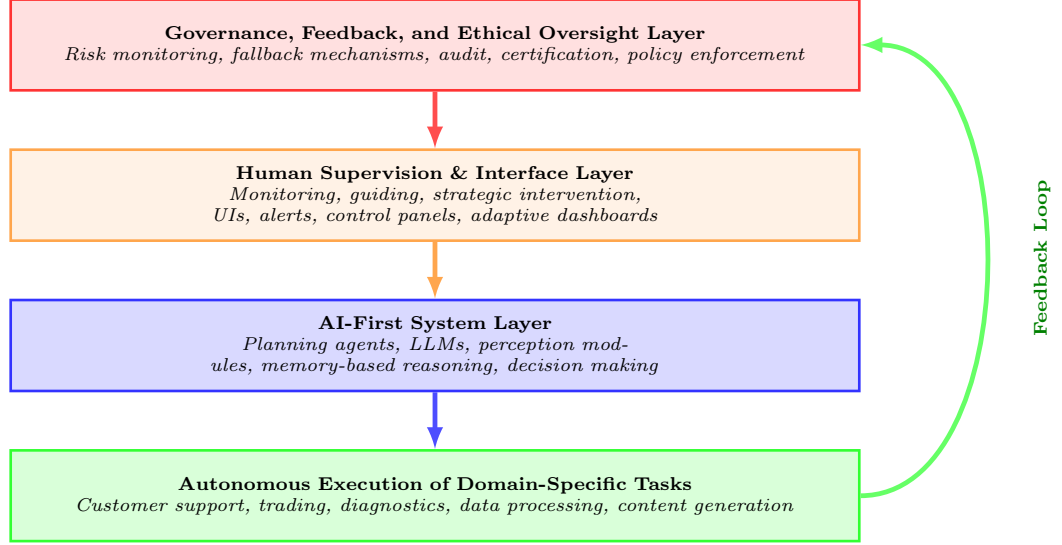 Governance, Feedback, and Ethical Oversight Layer
Risk monitoring, fallback mechanisms, audit, certification, policy enforcement
Human Supervision & Interface Layer
Monitoring, guiding, strategic intervention,
UIs, alerts, control panels, adaptive dashboards
AI-First System Layer
Planning agents, LLMs, perception mod-
ules, memory-based reasoning, decision making
Autonomous Execution of Domain-Specific Tasks
Customer support, trading, diagnostics, data processing, content generation
Feedback Loop